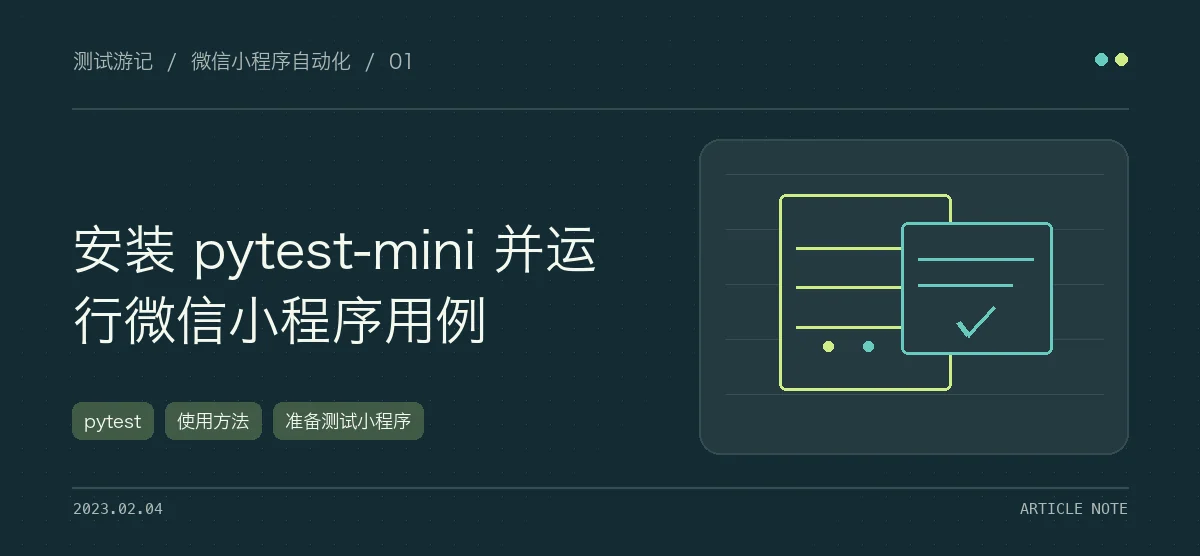 测试游记 / 微信小程序自动化 / 01
安装 pytest-mini 并运
行微信小程序用例
pytest 使用方法 准备测试小程序
2023.02.04 ARTICLE NOTE